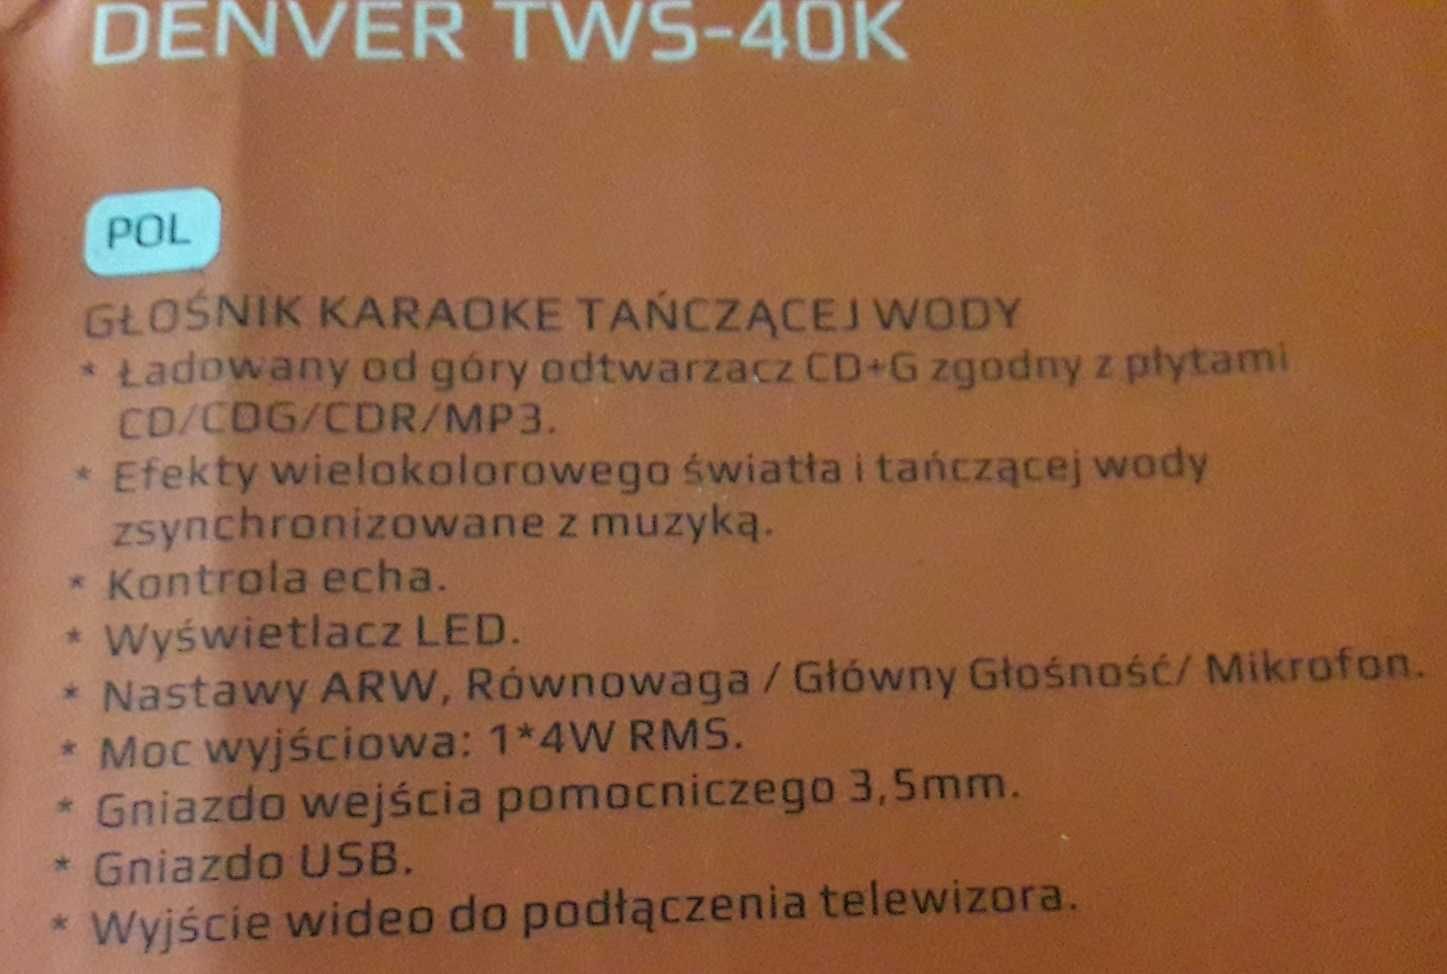 DENVER TWS-40K
POL
GŁOŚNIK KARAOKE TAŃCZĄCEJ WODY
* Ładowany od góry odtwarzacz CD+G zgodny z płytami
CD/CDG/CDR/MP3.
* Efekty wielokolorowego światła i tańczącej wody
zsynchronizowane z muzyką.
* Kontrola echa.
* Wyświetlacz LED.
* Nastawy ARW, Równowaga / Główny Głośność/ Mikrofon.
* Moc wyjściowa: 1*4W RMS.
* Gniazdo wejścia pomocniczego 3,5mm.
* Gniazdo USB.
* Wyjście wideo do podłączenia telewizora.